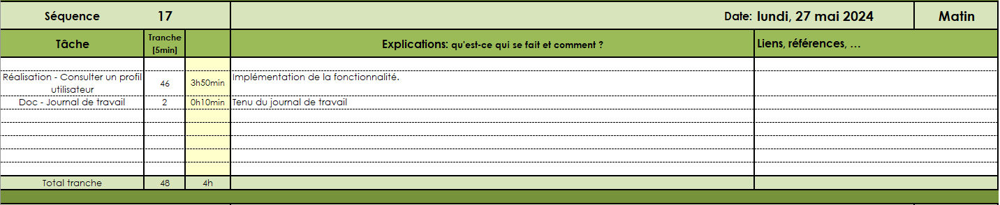 Séquence 17 Date: lundi, 27 mai 2024 Matin
Tâche Tranche [5min] Explications: qu'est-ce qui se fait et comment ? Liens, références, …
Réalisation - Consulter un profil utilisateur 46 3h50min Implémentation de la fonctionnalité.
Doc - Journal de travail 2 0h10min Tenu du journal de travail
Total tranche 48 4h